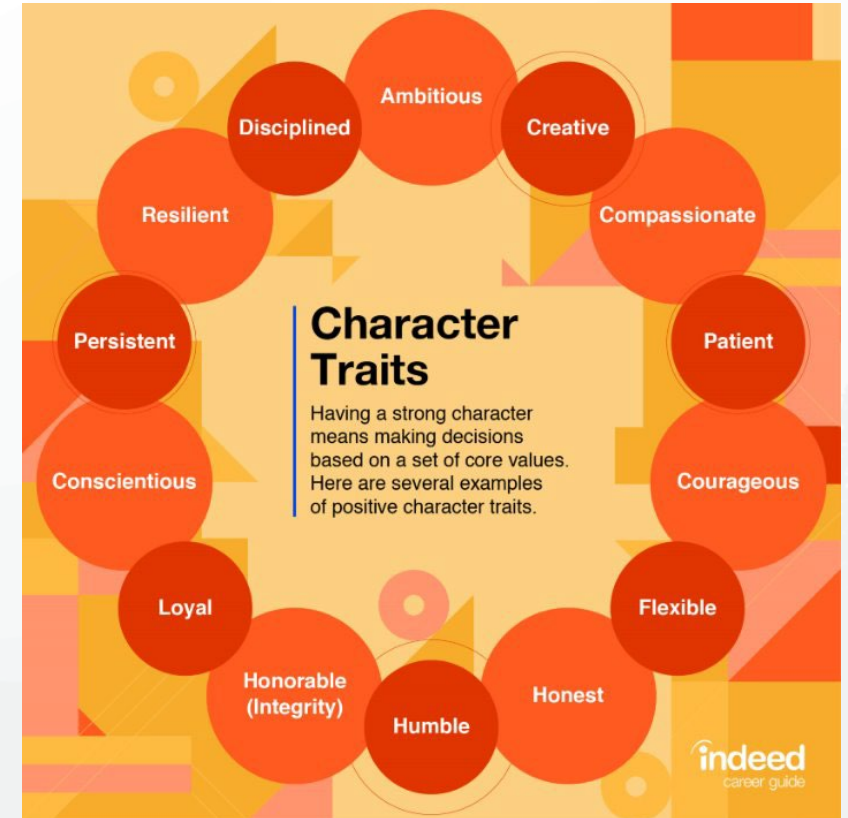 Ambitious
Creative
Compassionate
Patient
Courageous
Flexible
Honest
Humble
Honorable
(Integrity)
Loyal
Conscientious
Persistent
Resilient
Disciplined
Character
Traits
Having a strong character
means making decisions
based on a set of core values.
Here are several examples
of positive character traits.
indeed
career guide